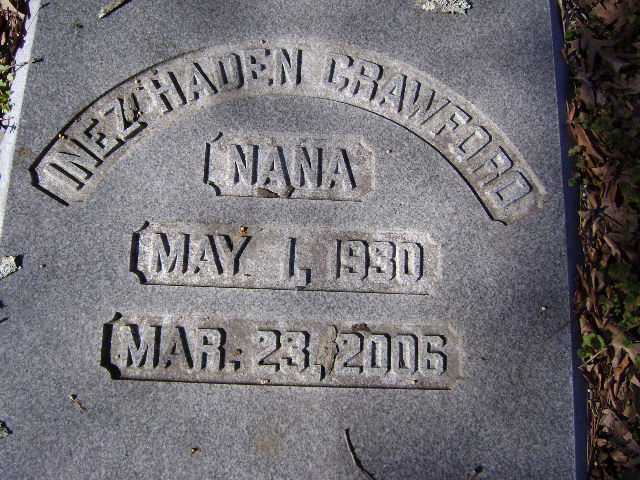 INEZ HADEN CRAWFORD
NANA
MAY 1, 1930
MAR. 23, 2006